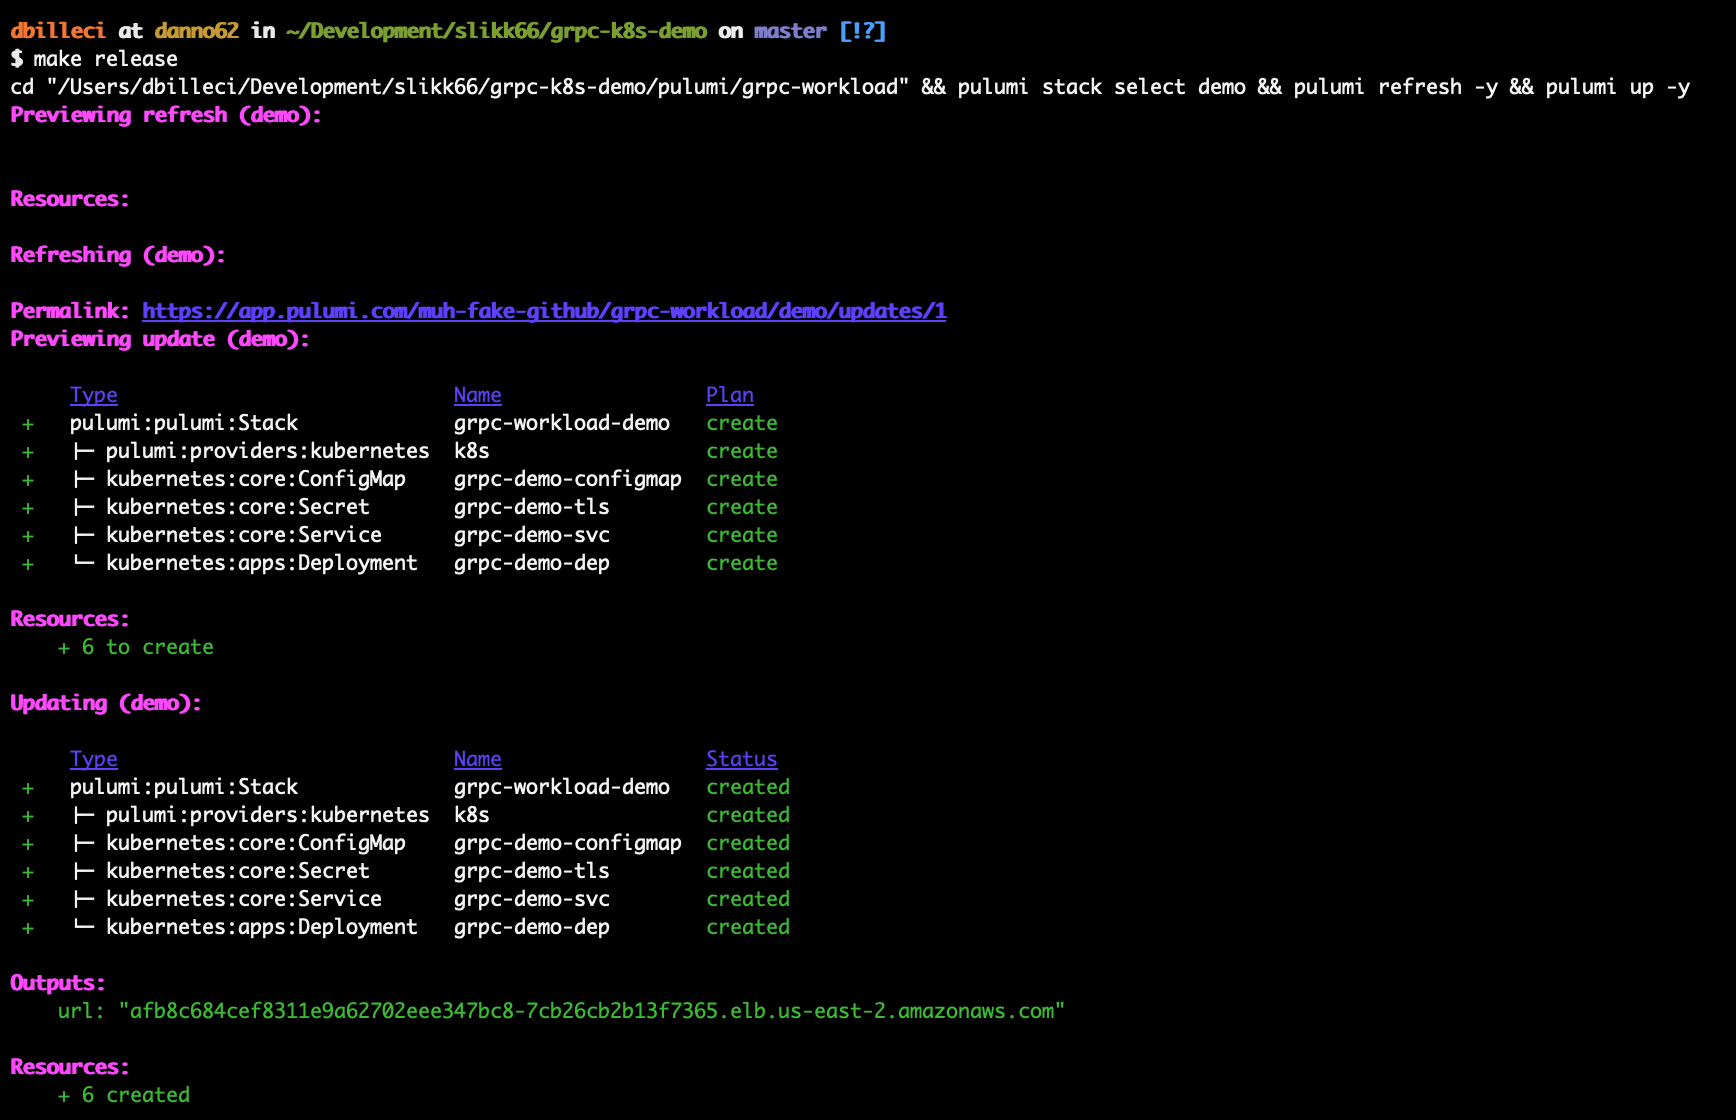 dbilleci at danno62 in ~/Development/slikk66/grpc-k8s-demo on master [!?]
$ make release
cd "/Users/dbilleci/Development/slikk66/grpc-k8s-demo/pulumi/grpc-workload" && pulumi stack select demo && pulumi refresh -y && pulumi up -y
Previewing refresh (demo):
Resources:
Refreshing (demo):
Permalink: https://app.pulumi.com/muh-fake-github/grpc-workload/demo/updates/1
Previewing update (demo):
Type Name Plan
+ pulumi:pulumi:Stack grpc-workload-demo create
+ ├─ pulumi:providers:kubernetes k8s create
+ ├─ kubernetes:core:ConfigMap grpc-demo-configmap create
+ ├─ kubernetes:core:Secret grpc-demo-tls create
+ ├─ kubernetes:core:Service grpc-demo-svc create
+ └─ kubernetes:apps:Deployment grpc-demo-dep create
Resources:
+ 6 to create
Updating (demo):
Type Name Status
+ pulumi:pulumi:Stack grpc-workload-demo created
+ ├─ pulumi:providers:kubernetes k8s created
+ ├─ kubernetes:core:ConfigMap grpc-demo-configmap created
+ ├─ kubernetes:core:Secret grpc-demo-tls created
+ ├─ kubernetes:core:Service grpc-demo-svc created
+ └─ kubernetes:apps:Deployment grpc-demo-dep created
Outputs:
url: "afb8c684cef8311e9a62702eee347bc8-7cb26cb2b13f7365.elb.us-east-2.amazonaws.com"
Resources:
+ 6 created